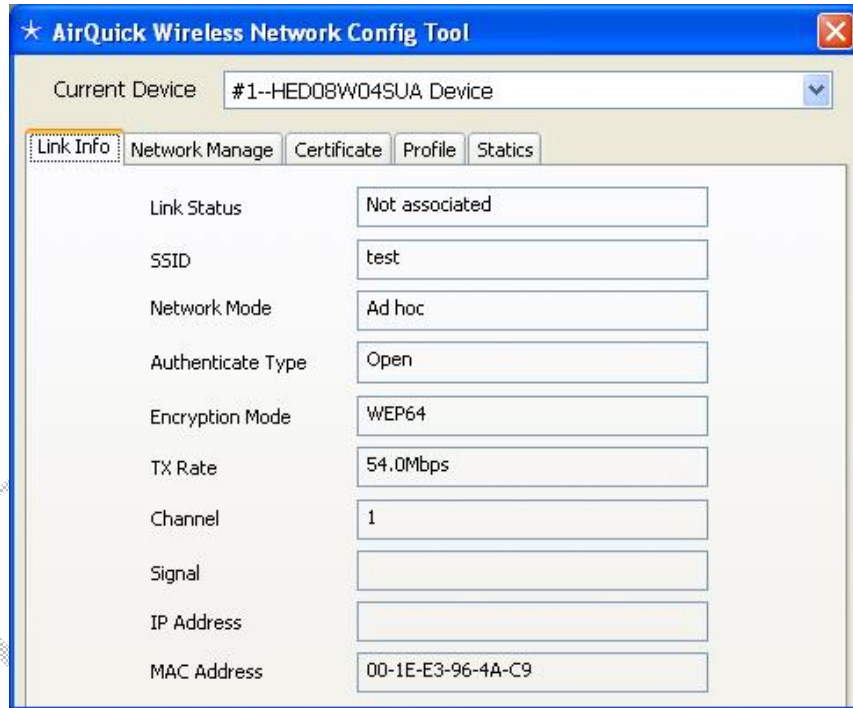 AirQuick Wireless Network Config Tool
Current Device #1--HED08W04SUA Device
Link Info Network Manage Certificate Profile Statics
Link Status Not associated
SSID test
Network Mode Ad hoc
Authenticate Type Open
Encryption Mode WEP64
TX Rate 54.0Mbps
Channel 1
Signal
IP Address
MAC Address 00-1E-E3-96-4A-C9